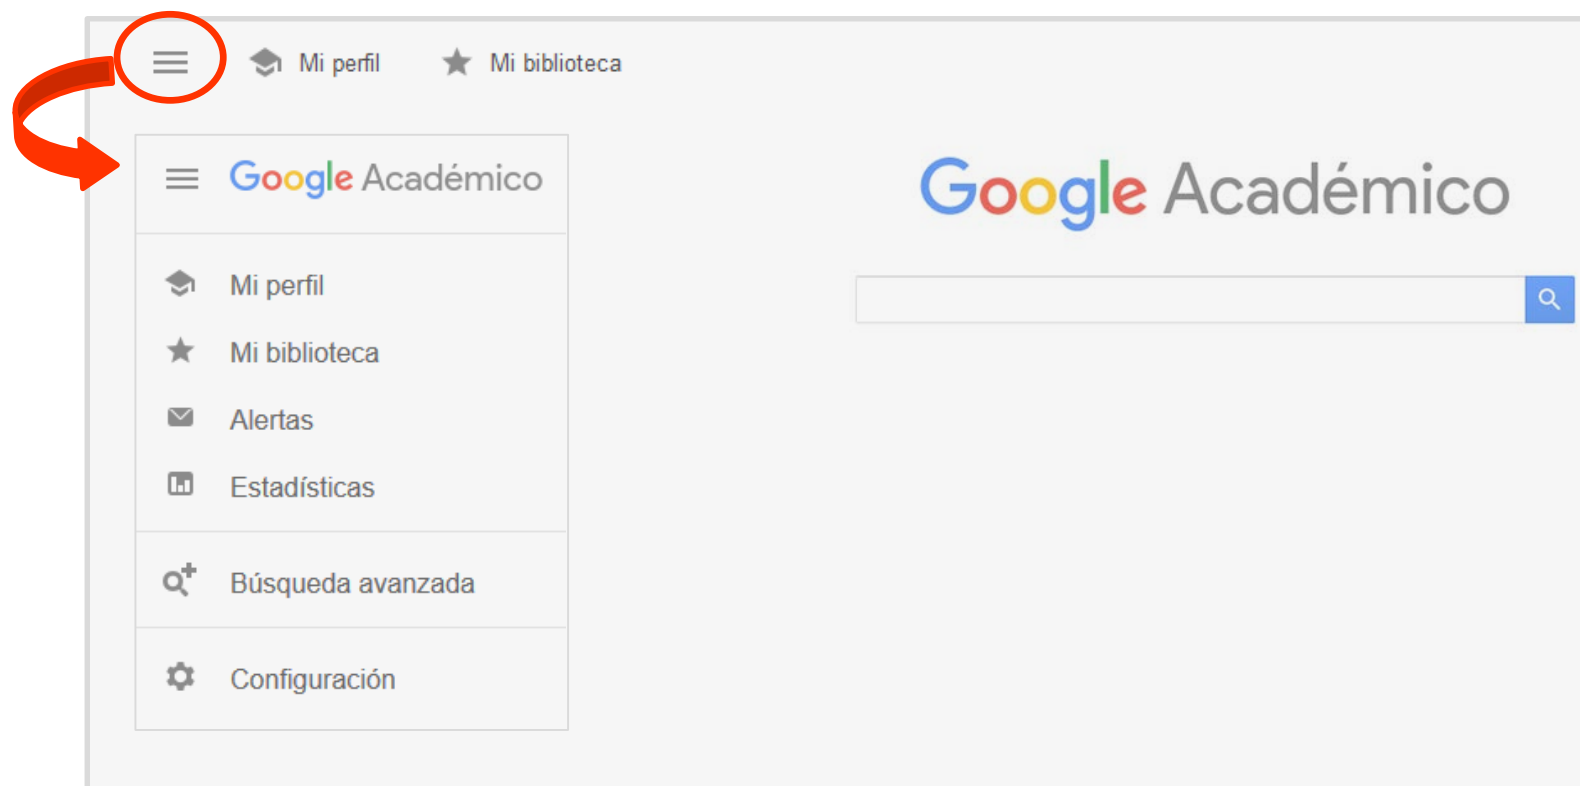 Mi perfil Mi biblioteca
Google Académico
Mi perfil
Mi biblioteca
Alertas
Estadísticas
Búsqueda avanzada
Configuración
Google Académico